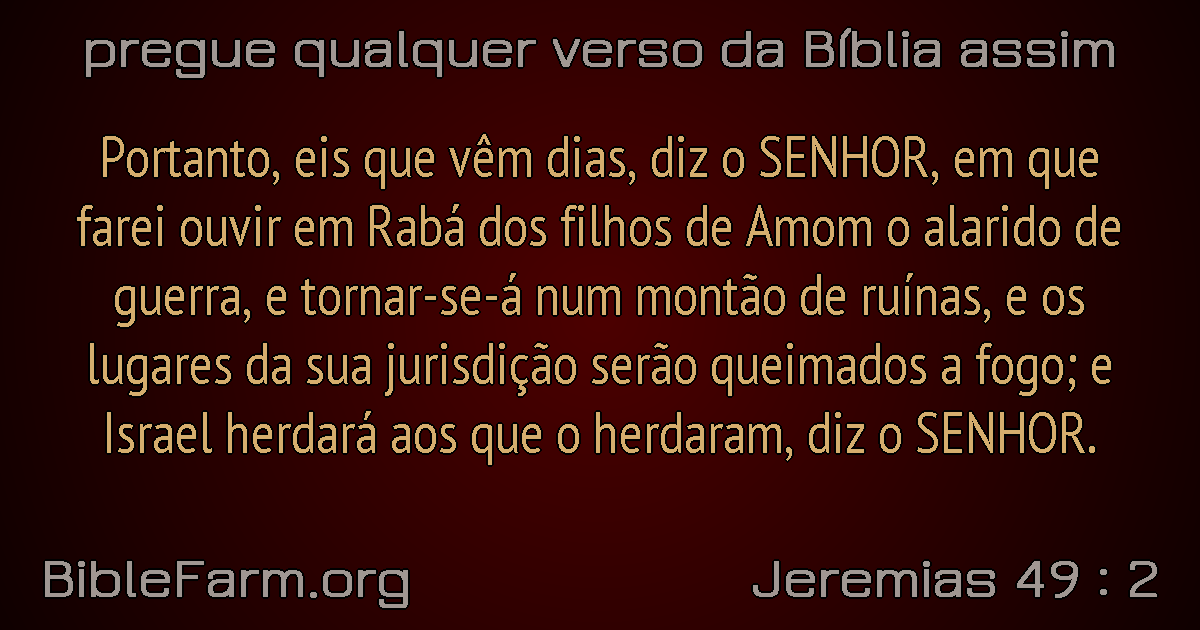 pregue qualquer verso da Bíblia assim
Portanto, eis que vêm dias, diz o SENHOR, em que
farei ouvir em Rabá dos filhos de Amom o alarido de
guerra, e tornar-se-á num montão de ruínas, e os
lugares da sua jurisdição serão queimados a fogo; e
Israel herdará aos que o herdaram, diz o SENHOR.
BibleFarm.org
Jeremias 49 : 2